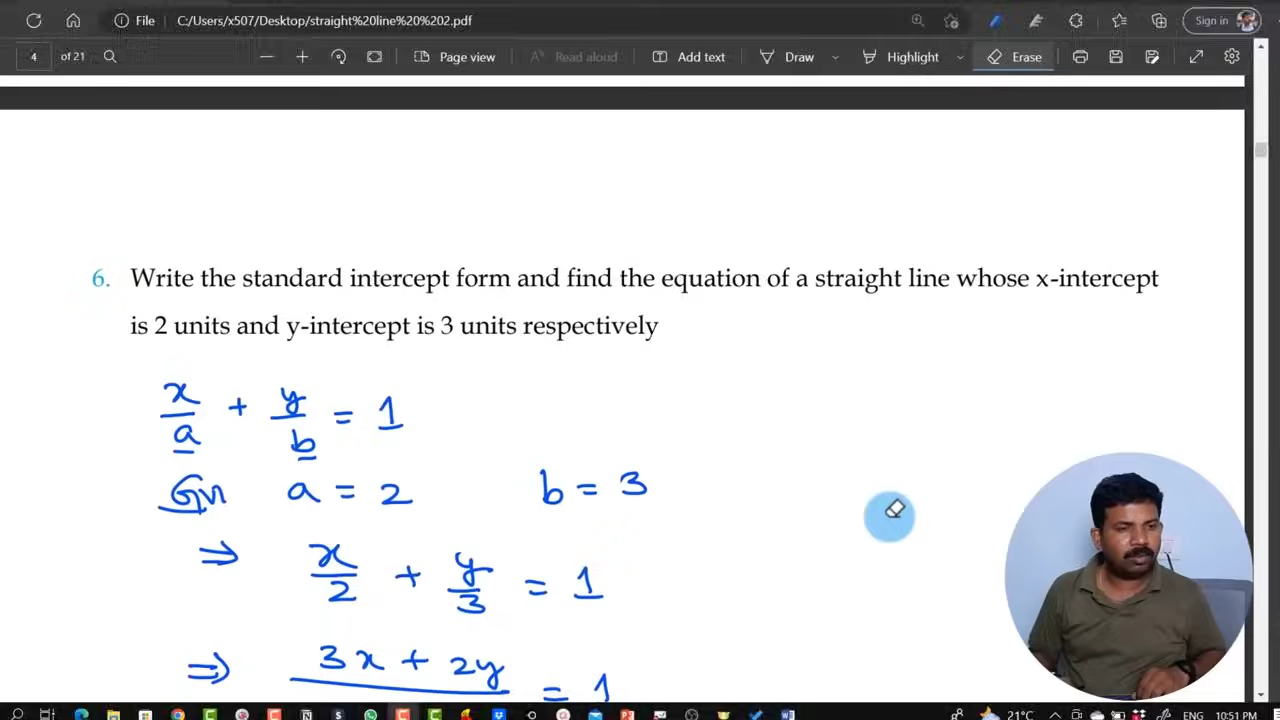 File C:/Users/x507/Desktop/straight%20line%20%202.pdf Sign in
4 of 21 Page view Read aloud Add text Draw Highlight Erase
6. Write the standard intercept form and find the equation of a straight line whose x-intercept
is 2 units and y-intercept is 3 units respectively
x/a + y/b = 1
Gn a = 2 b = 3
⇒ x/2 + y/3 = 1
⇒ 3x + 2y = 1
21°C ENG 10:51 PM